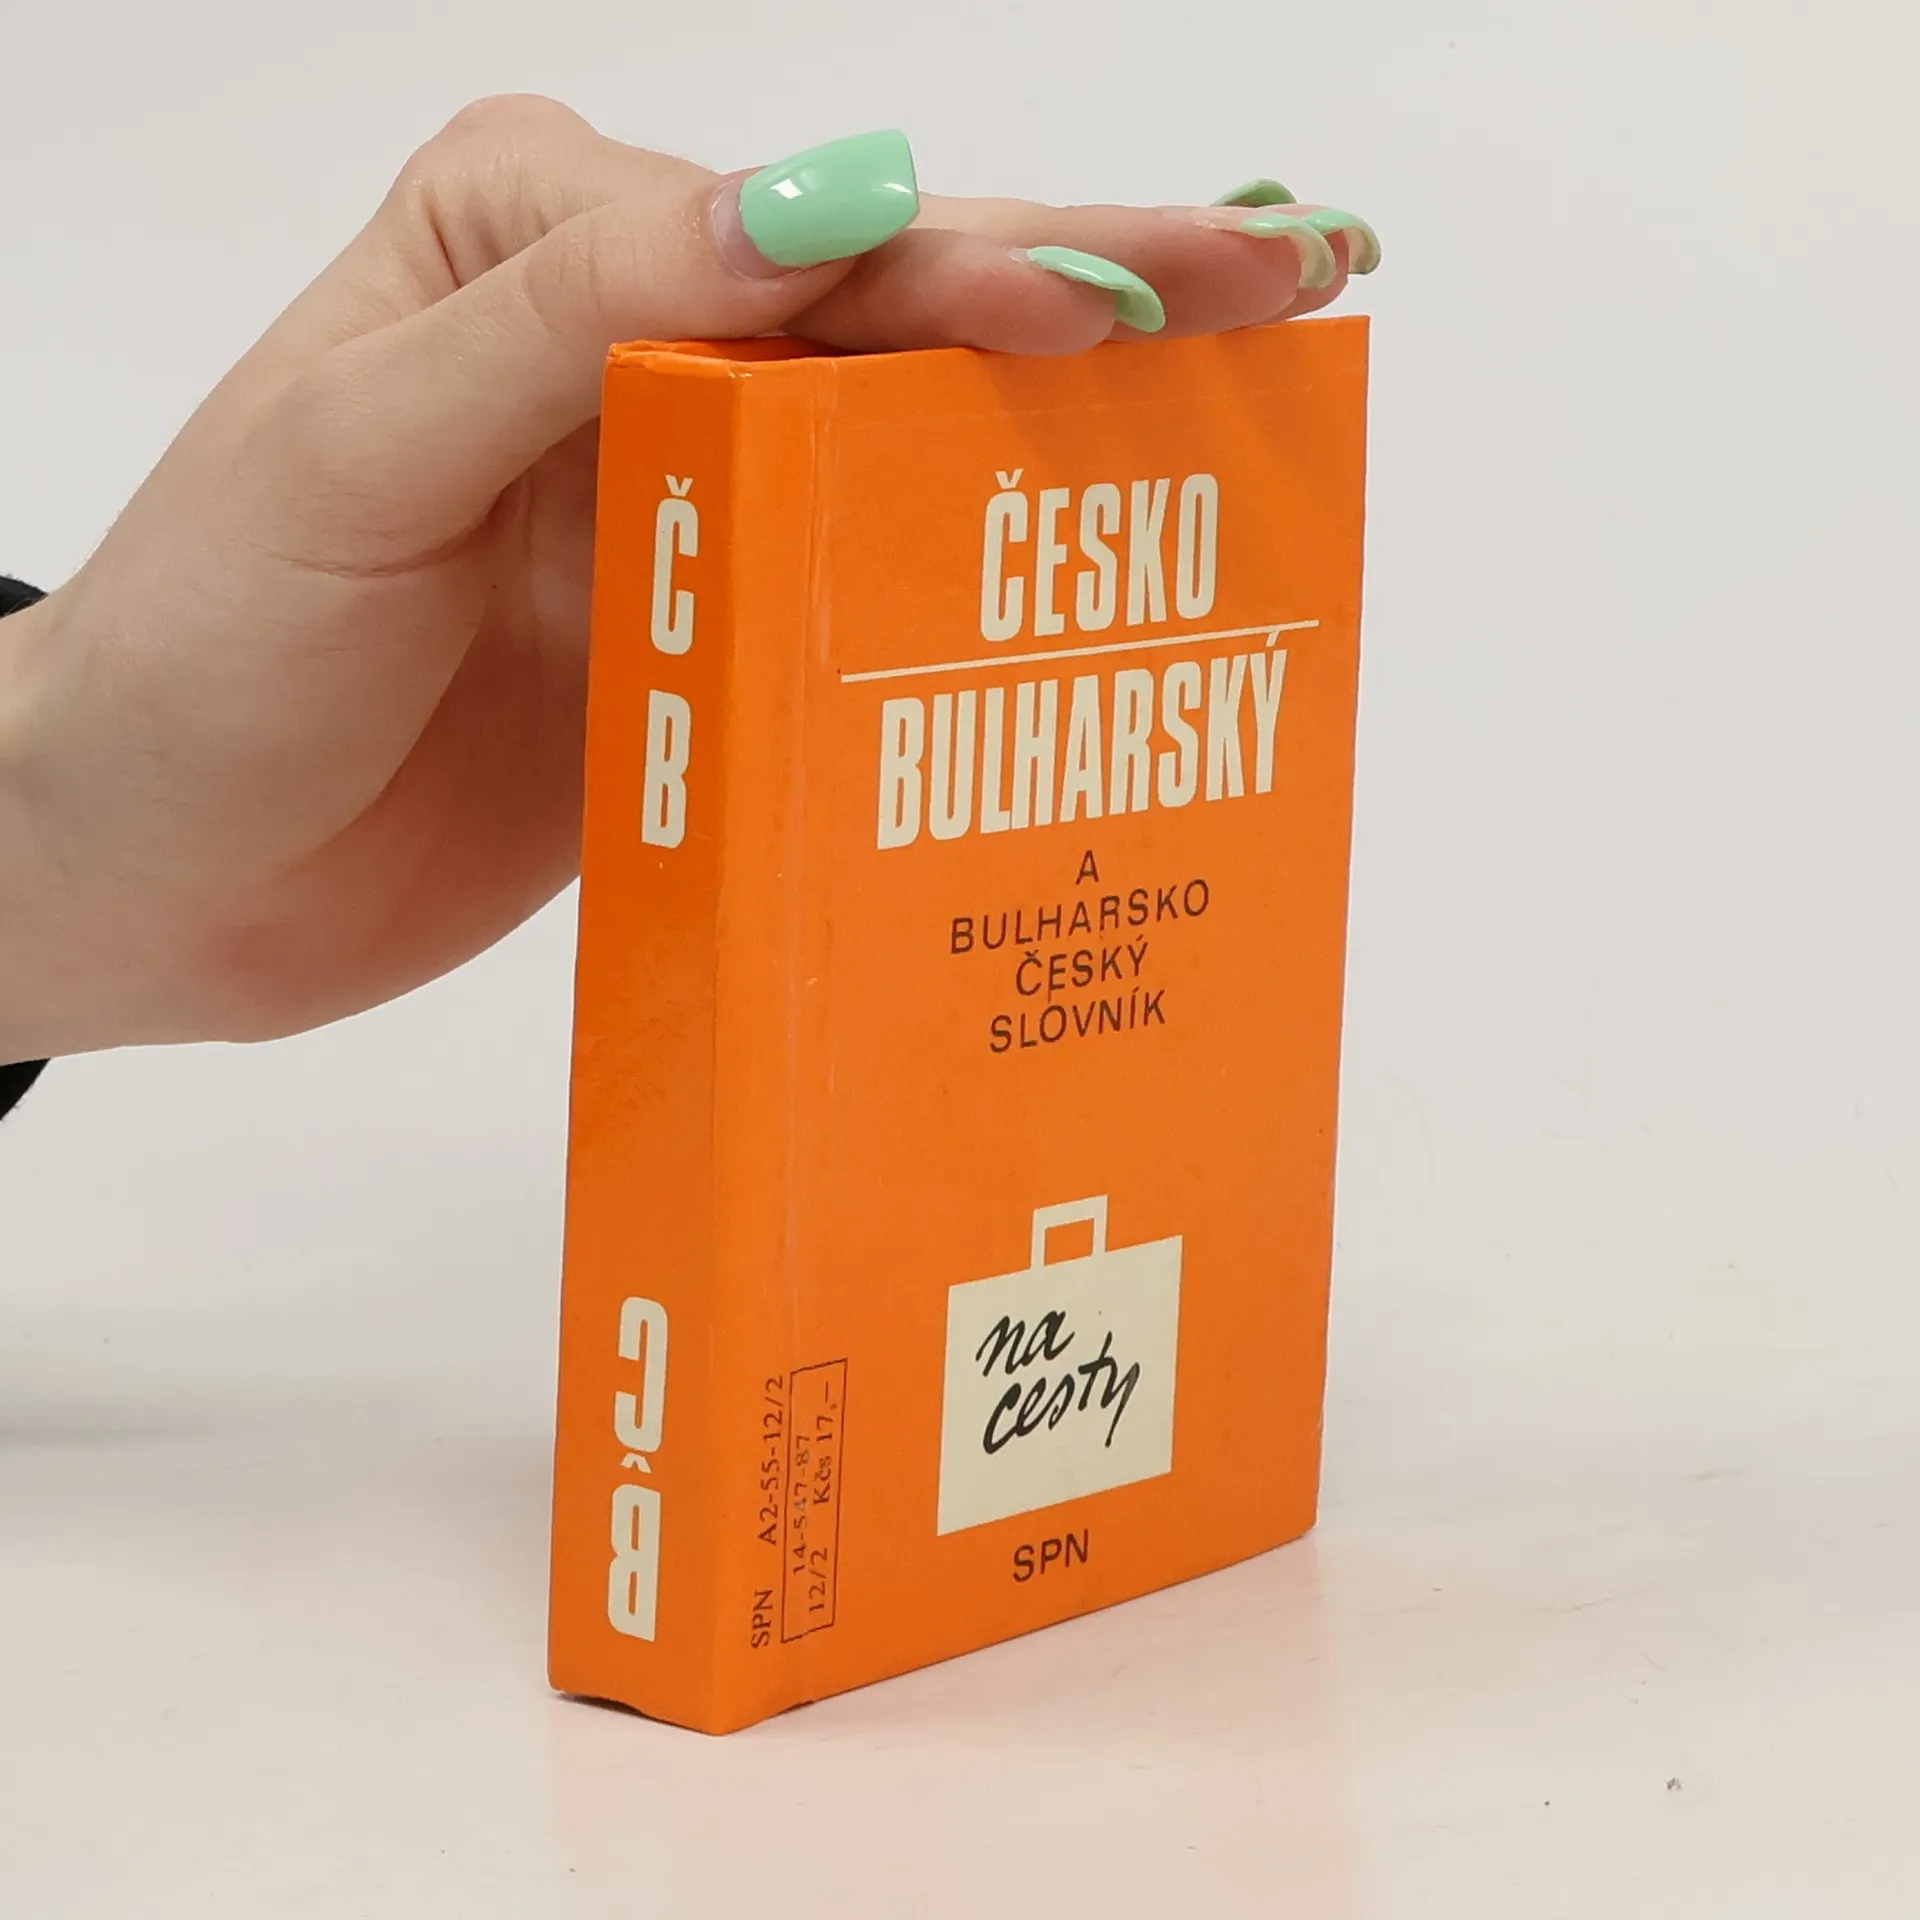 Č
B
B
Č
ČESKO
BULHARSKÝ
A
BULHARSKO
ČESKÝ
SLOVNÍK
na
cesty
SPN
SPN A2-55-12/2
14-547-87
12/2 Kčs 17,–